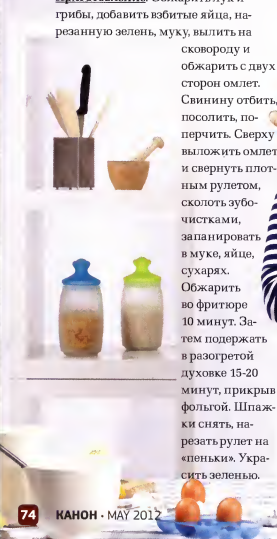 грибы, добавить взбитые яйца, на-
резанную зелень, муку, вылить на
сковороду и
обжарить с двух
сторон омлет.
Свинину отбить,
посолить, по-
перчить. Сверху
выложить омлет
и свернуть плот-
ным рулетом,
сколоть зубо-
чистками,
запанировать
в муке, яйце,
сухарях.
Обжарить
во фритюре
10 минут. За-
тем подержать
в разогретой
духовке 15-20
минут, прикрыв
фольгой. Шпаж-
ки снять, на-
резать рулет на
«пеньки». Укра-
сить зеленью.
74 КАНОН · MAY 2012